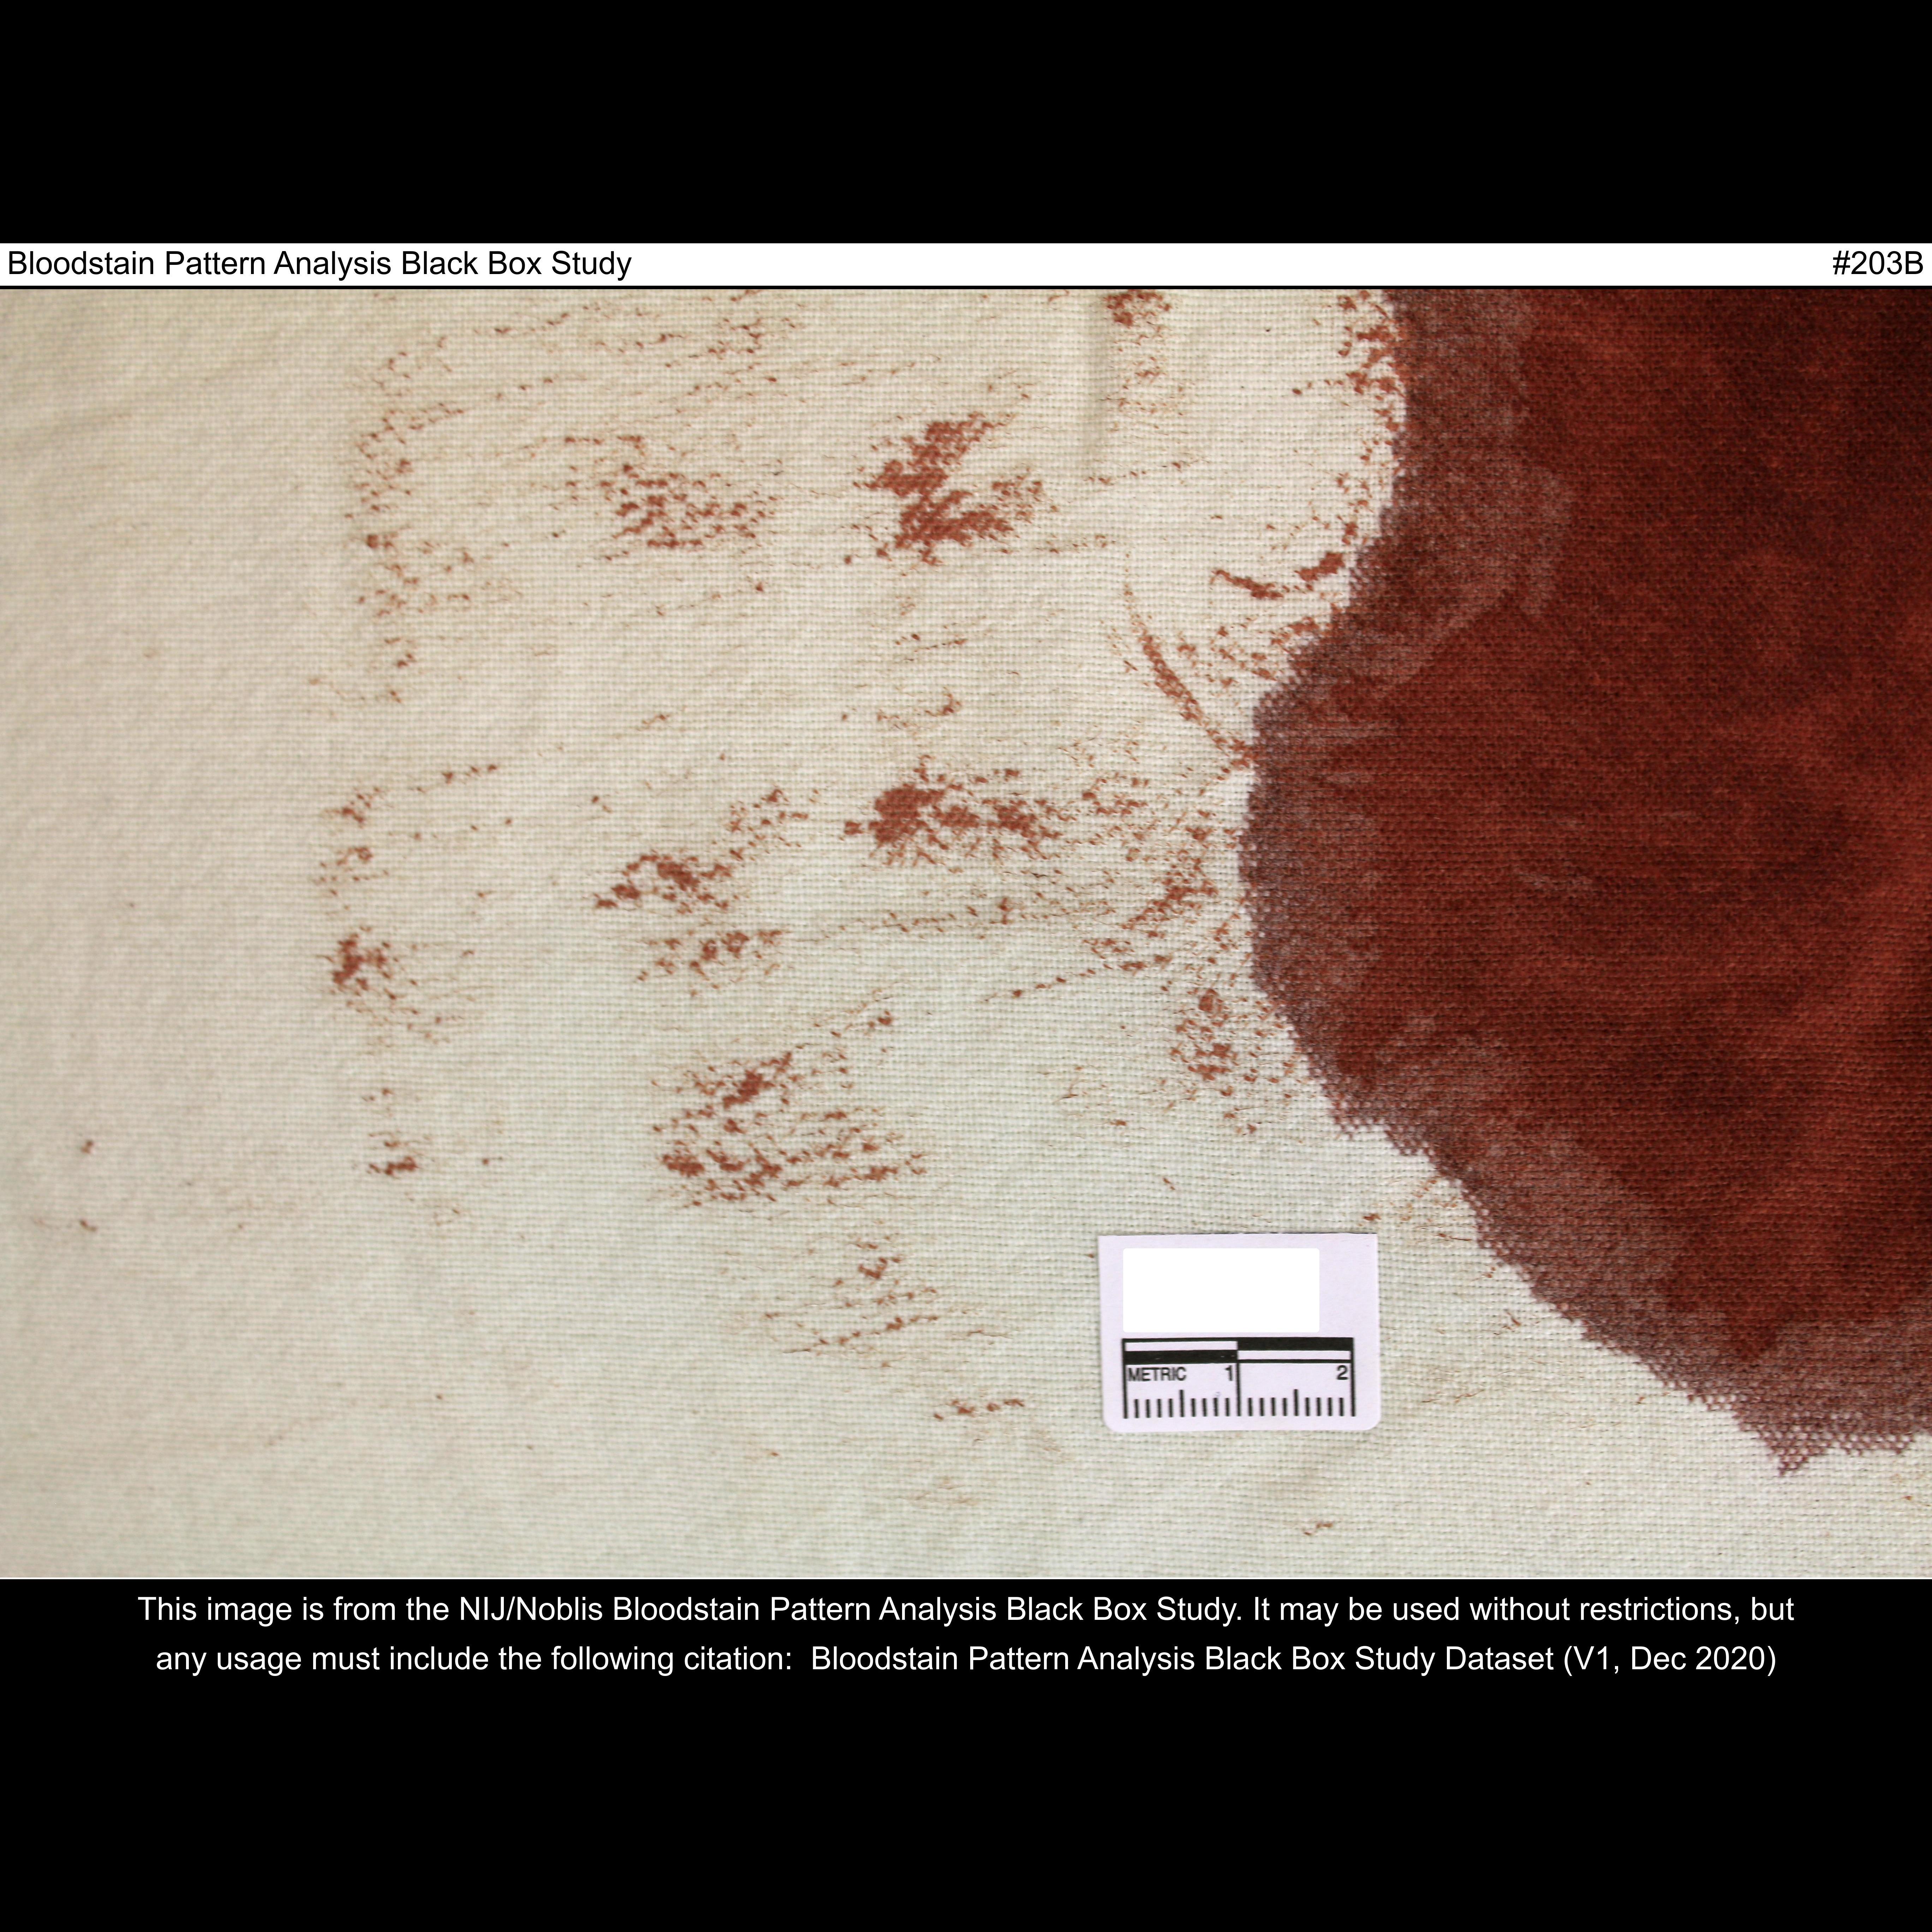 Bloodstain Pattern Analysis Black Box Study #203B
METRIC 1 2
This image is from the NIJ/Noblis Bloodstain Pattern Analysis Black Box Study. It may be used without restrictions, but
any usage must include the following citation:  Bloodstain Pattern Analysis Black Box Study Dataset (V1, Dec 2020)